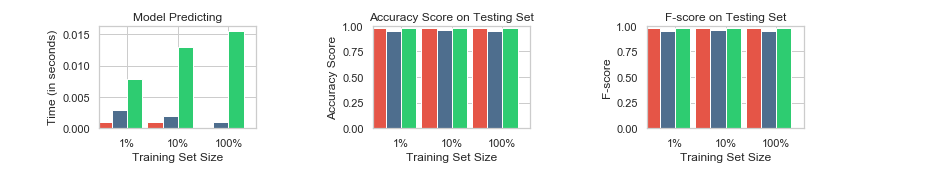 Model Predicting
Time (in seconds)
0.015
0.010
0.005
0.000
1% 10% 100%
Training Set Size
Accuracy Score on Testing Set
Accuracy Score
1.00
0.75
0.50
0.25
0.00
1% 10% 100%
Training Set Size
F-score on Testing Set
F-score
1.00
0.75
0.50
0.25
0.00
1% 10% 100%
Training Set Size